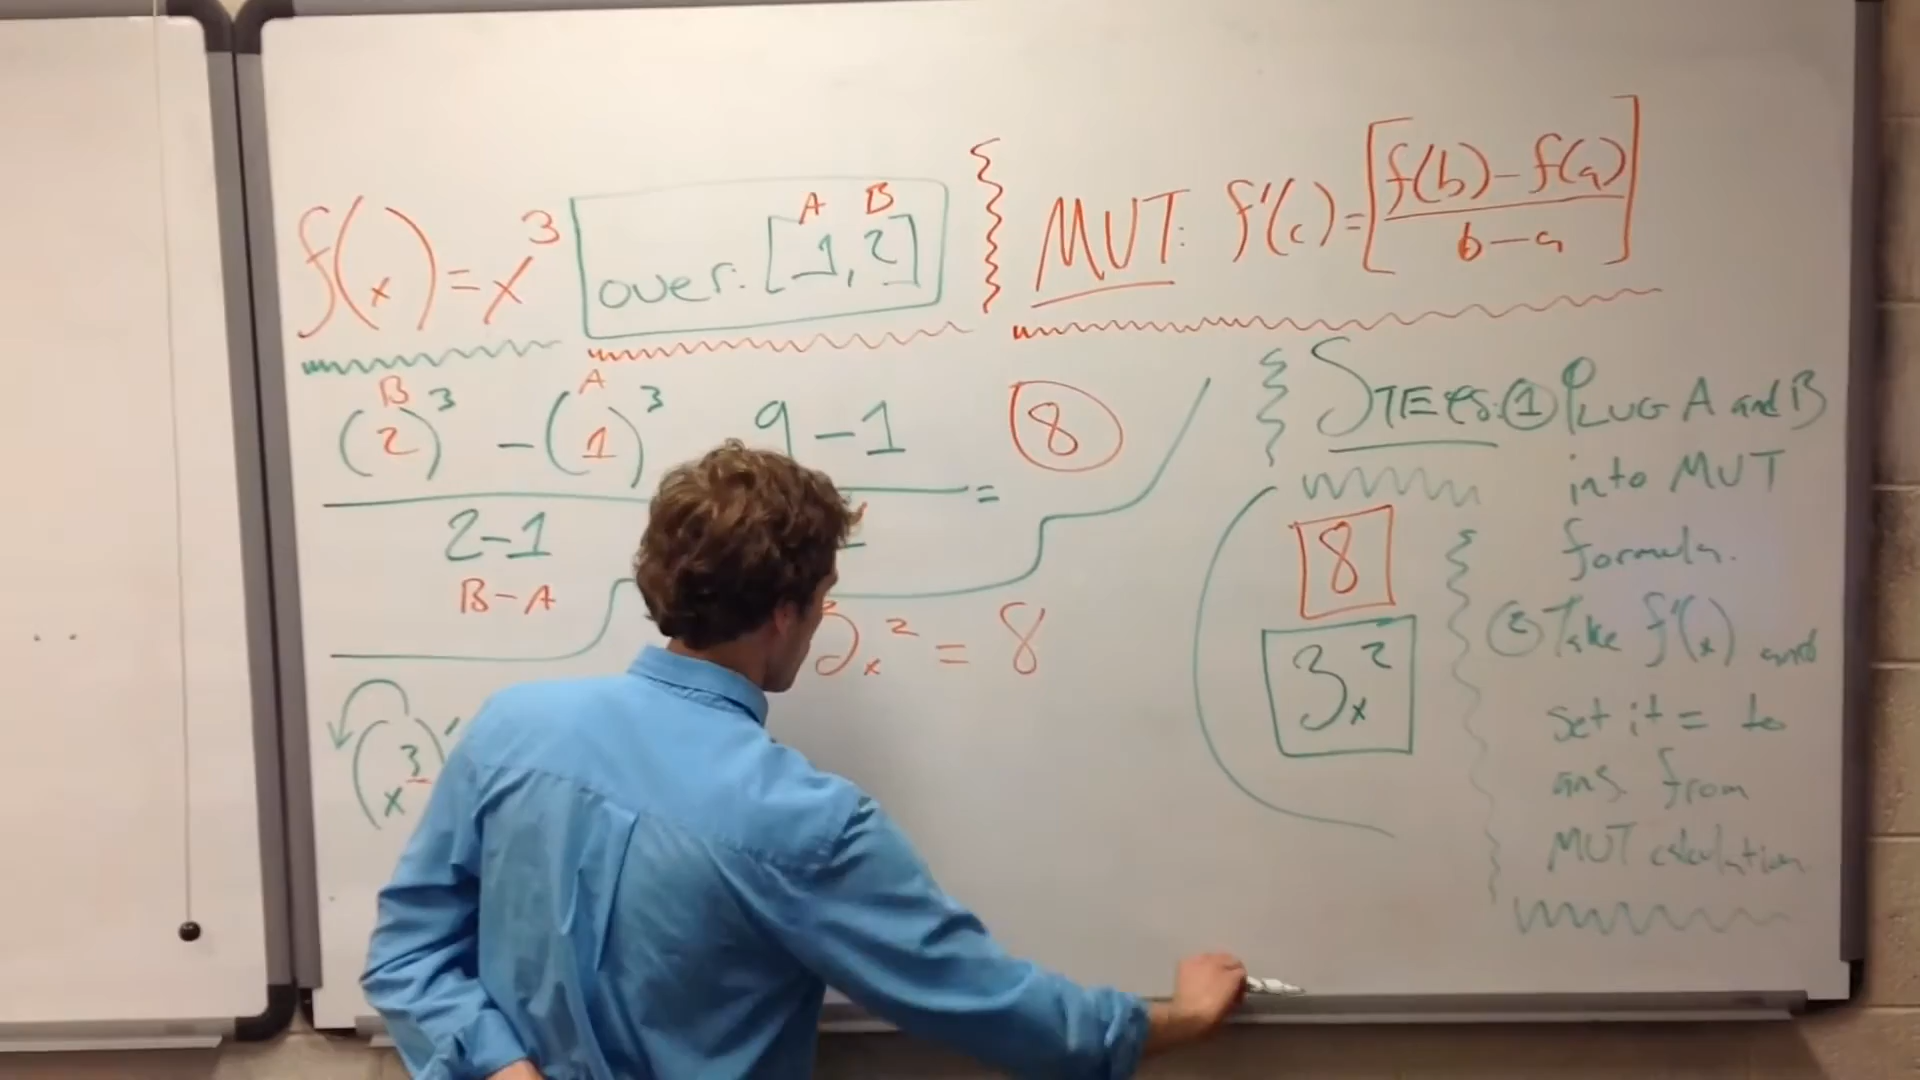 f(x) = x³
over: [1, 2]
A B
MVT: f'(c) = [f(b) - f(a) / b - a]
B A
(2)³ - (1)³
2 - 1
B - A
9 - 1 =
8
3x² = 8
(x³)'
STEPS: ① PLUG A and B
into MVT
formula.
② Take f'(x) and
set it = to
ans from
MVT calculation
8
3x²